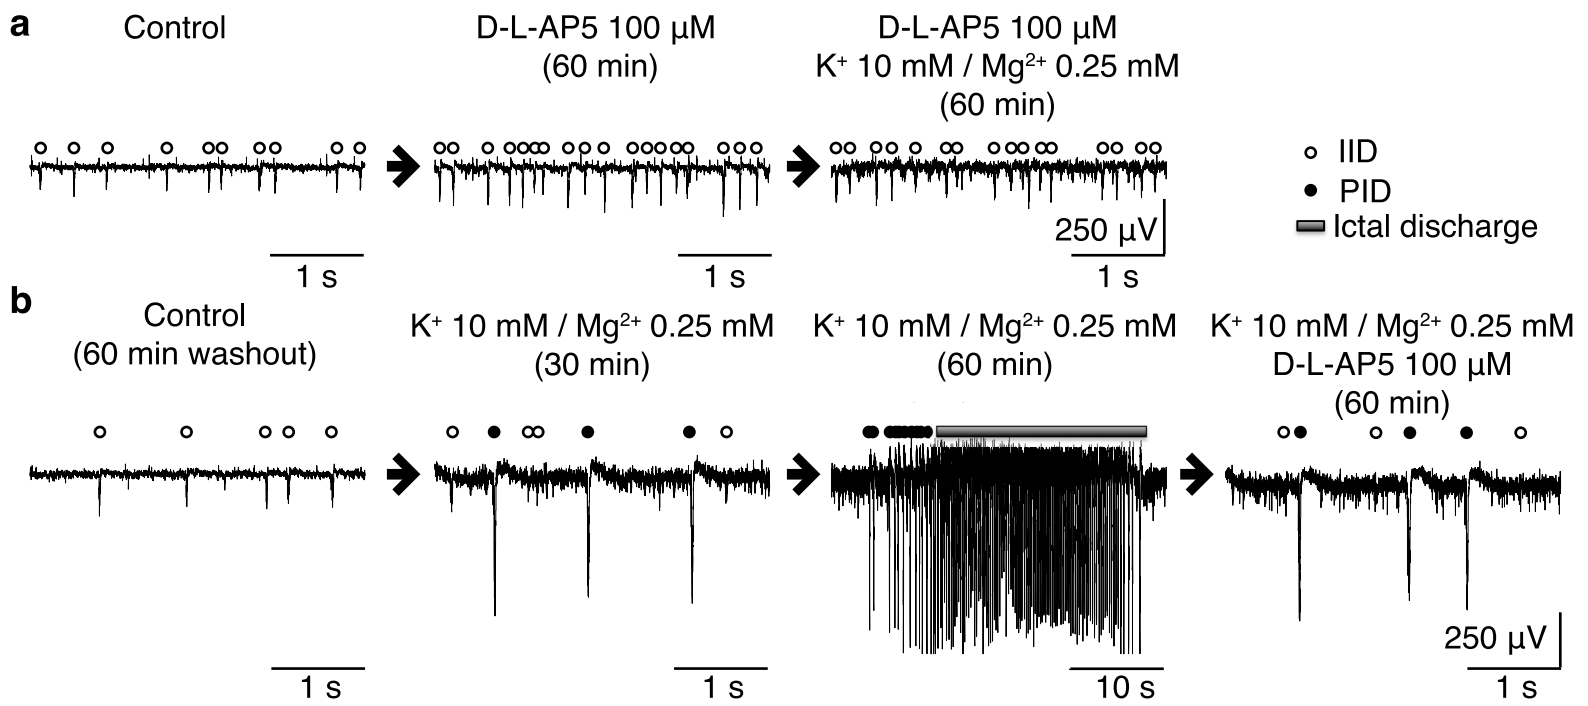 a
Control
D-L-AP5 100 µM
(60 min)
D-L-AP5 100 µM
K⁺ 10 mM / Mg²⁺ 0.25 mM
(60 min)
IID
PID
Ictal discharge
250 µV
1 s
1 s
1 s
b
Control
(60 min washout)
K⁺ 10 mM / Mg²⁺ 0.25 mM
(30 min)
K⁺ 10 mM / Mg²⁺ 0.25 mM
(60 min)
K⁺ 10 mM / Mg²⁺ 0.25 mM
D-L-AP5 100 µM
(60 min)
250 µV
1 s
1 s
10 s
1 s